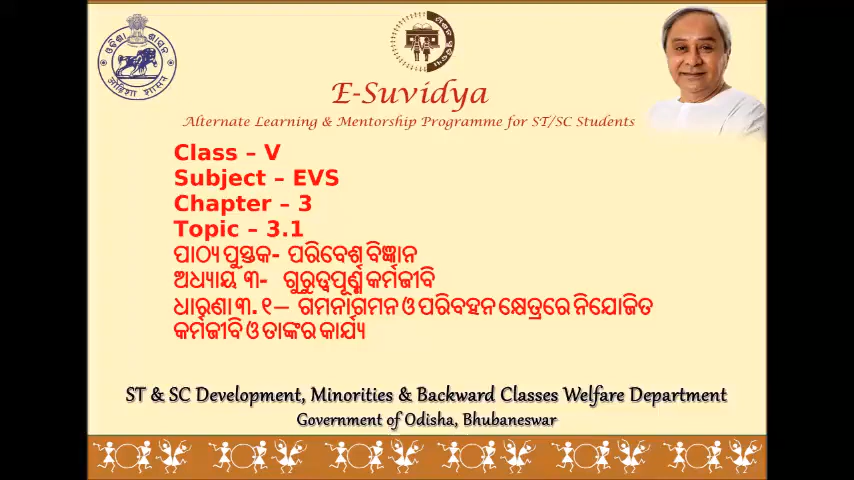 E-Suvidya
Alternate Learning & Mentorship Programme for ST/SC Students
Class – V
Subject – EVS
Chapter – 3
Topic – 3.1
ପାଠ୍ୟ ପୁସ୍ତକ- ପରିବେଶ ବିଜ୍ଞାନ
ଅଧ୍ୟାୟ ୩- ଗୁରୁତ୍ୱପୂର୍ଣ୍ଣ କର୍ମଜୀବି
ଧାରଣା ୩.୧– ଗମନାଗମନ ଓ ପରିବହନ କ୍ଷେତ୍ରରେ ନିଯୋଜିତ
କର୍ମଜୀବି ଓ ତାଙ୍କର କାର୍ଯ୍ୟ
ST & SC Development, Minorities & Backward Classes Welfare Department
Government of Odisha, Bhubaneswar